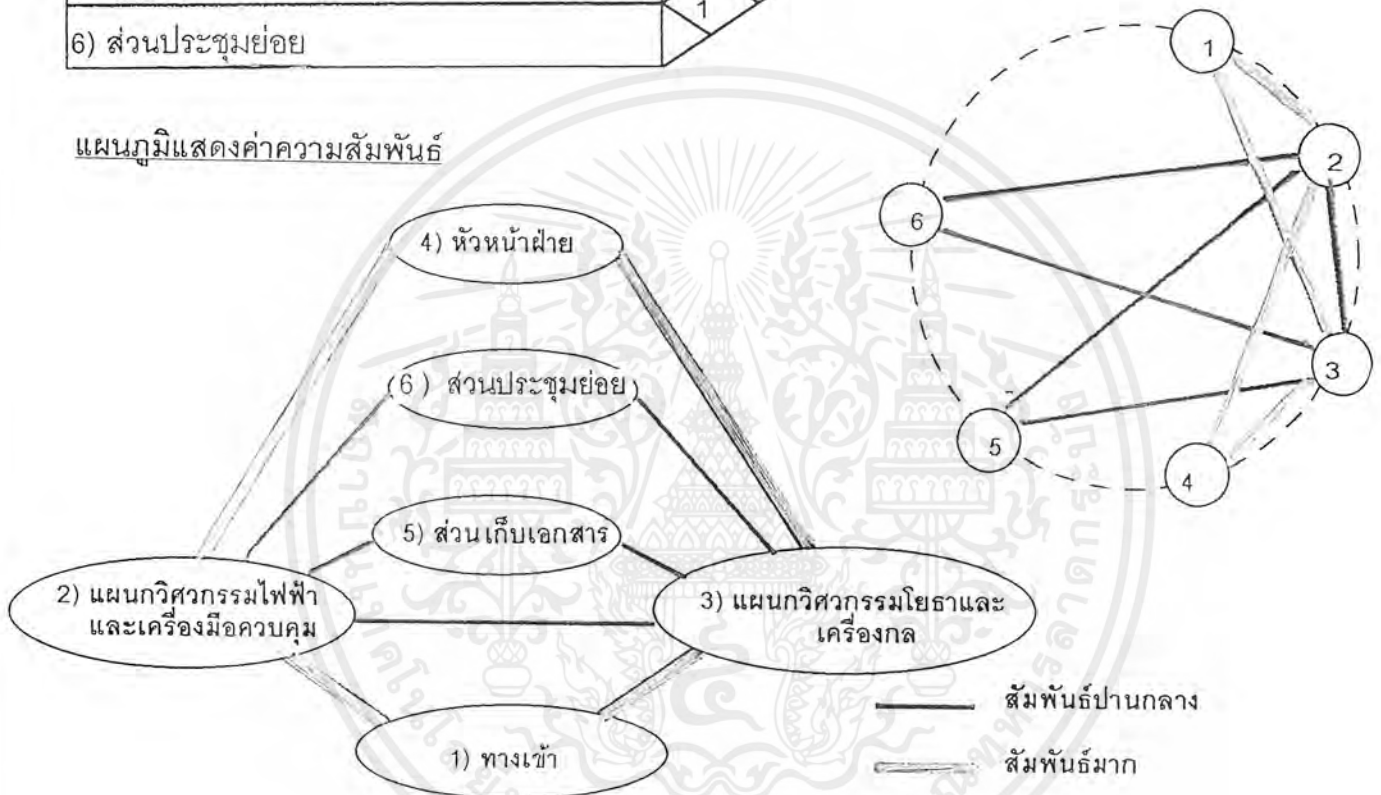 1
6) ส่วนประชุมย่อย
แผนภูมิแสดงค่าความสัมพันธ์
1
2
3
4
5
6
4) หัวหน้าฝ่าย
(6) ส่วนประชุมย่อย
5) ส่วนเก็บเอกสาร
2) แผนกวิศวกรรมไฟฟ้า
และเครื่องมือควบคุม
3) แผนกวิศวกรรมโยธาและ
เครื่องกล
1) ทางเข้า
สัมพันธ์ปานกลาง
สัมพันธ์มาก